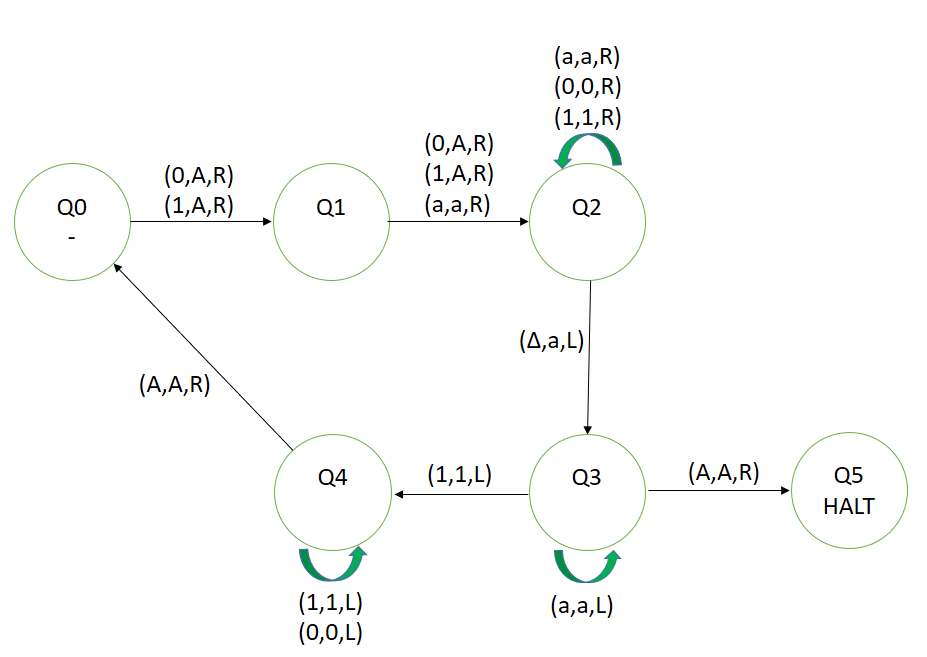 (a,a,R)
(0,0,R)
(1,1,R)
(0,A,R)
(1,A,R)
(a,a,R)
(0,A,R)
(1,A,R)
Q0
-
Q1
Q2
(Δ,a,L)
(A,A,R)
Q4
(1,1,L)
Q3
(A,A,R)
Q5
HALT
(1,1,L)
(0,0,L)
(a,a,L)